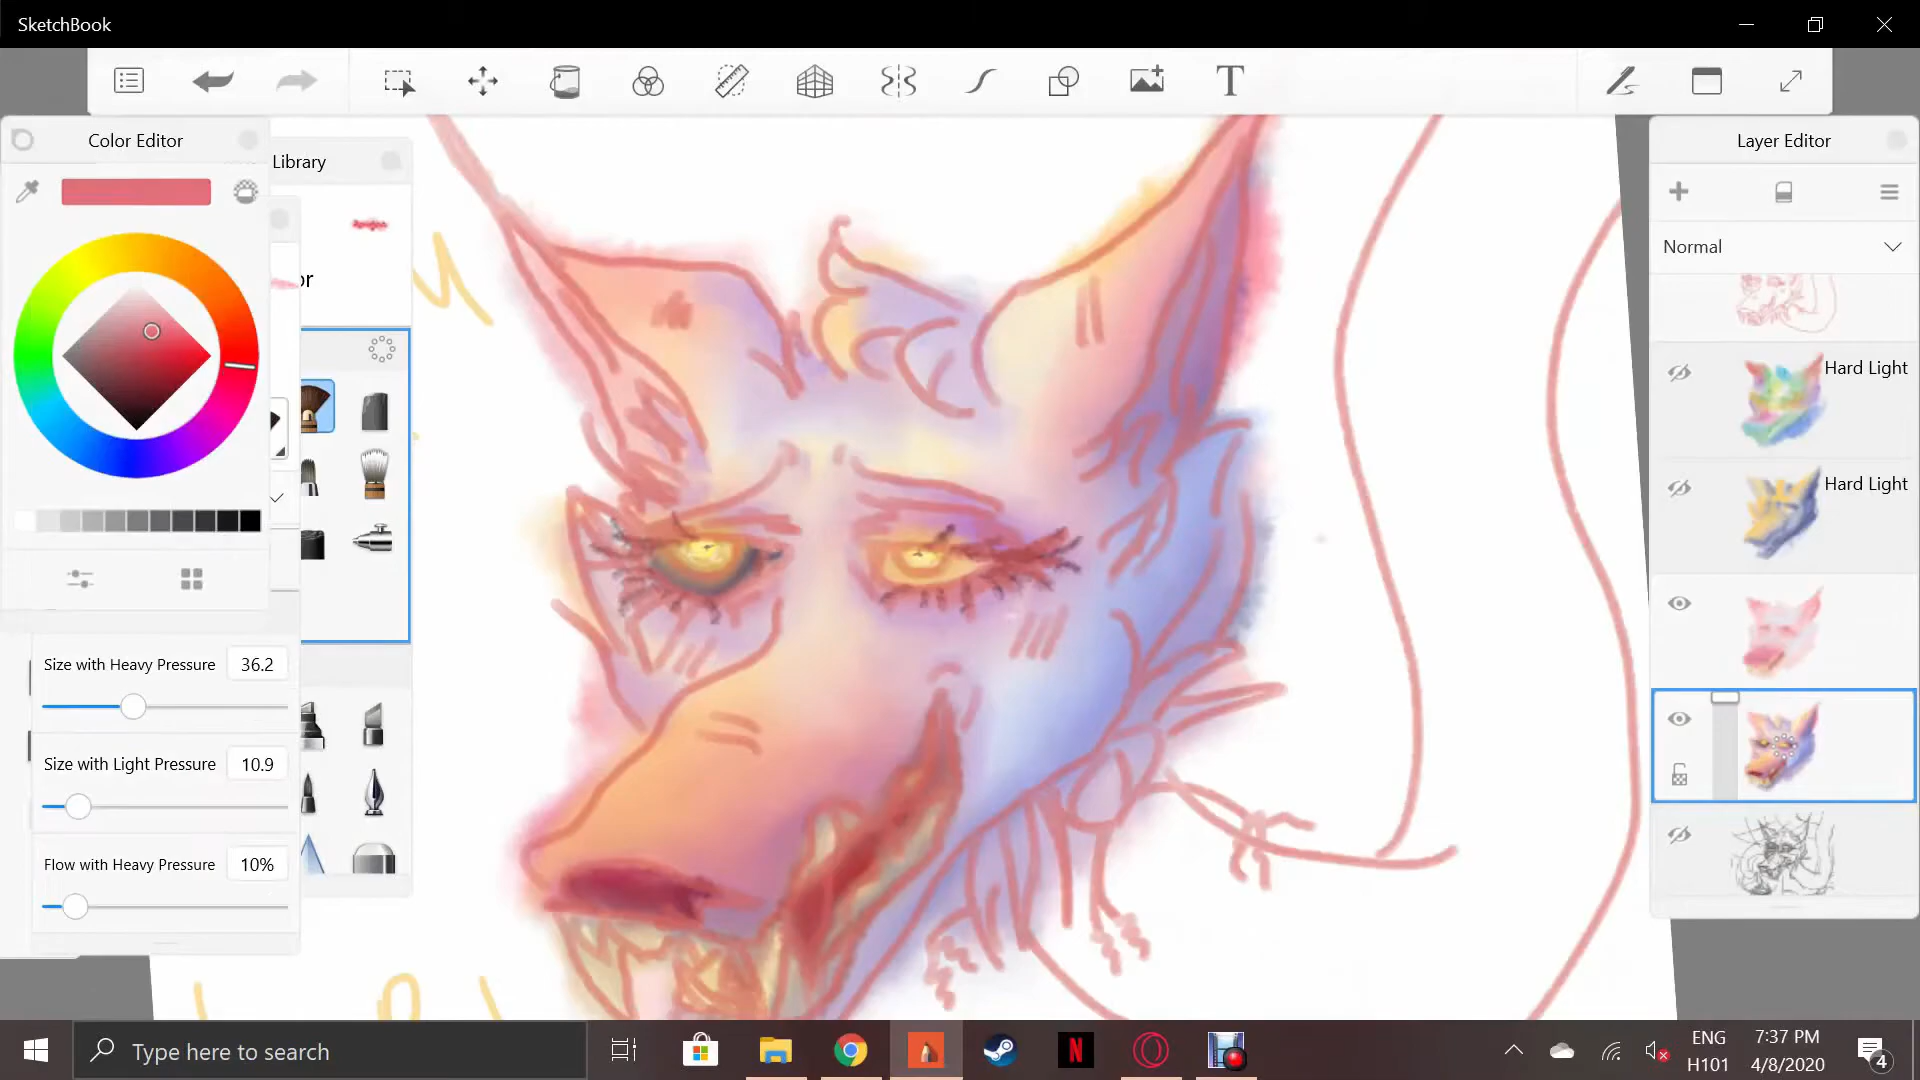 SketchBook
T
Color Editor
Library
or
Layer Editor
Normal
Hard Light
Hard Light
Size with Heavy Pressure 36.2
Size with Light Pressure 10.9
Flow with Heavy Pressure 10%
Type here to search
N
ENG
H101
7:37 PM
4/8/2020
4